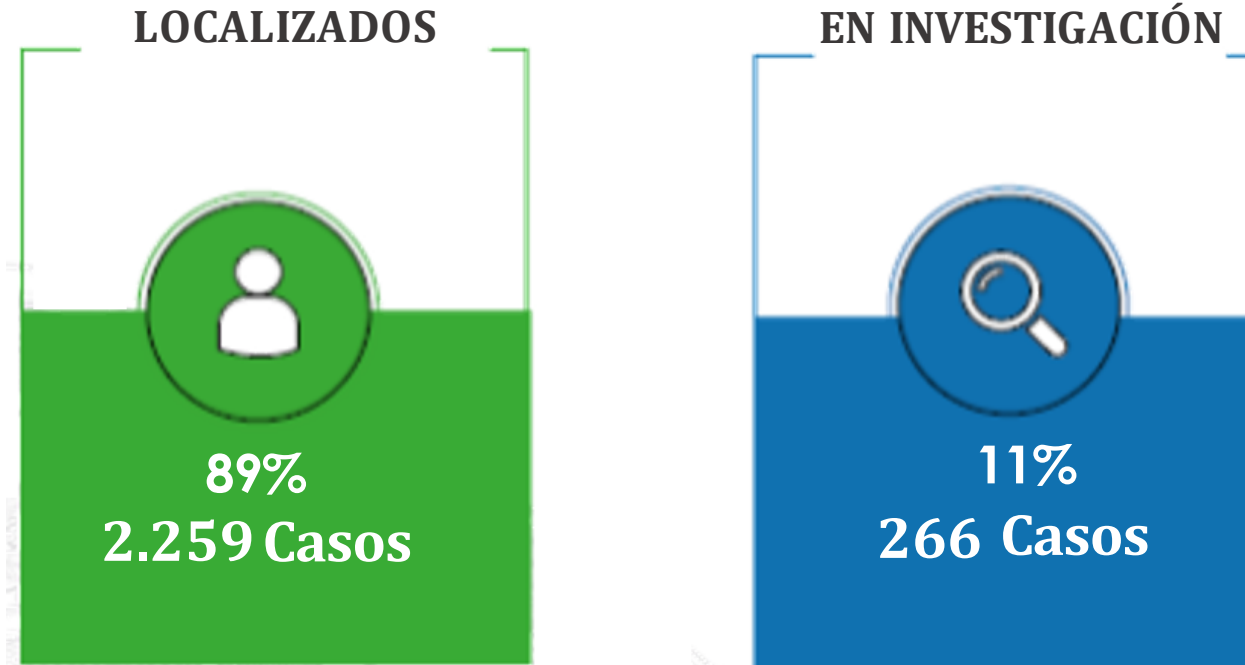 LOCALIZADOS
89%
2.259 Casos
EN INVESTIGACIÓN
11%
266 Casos